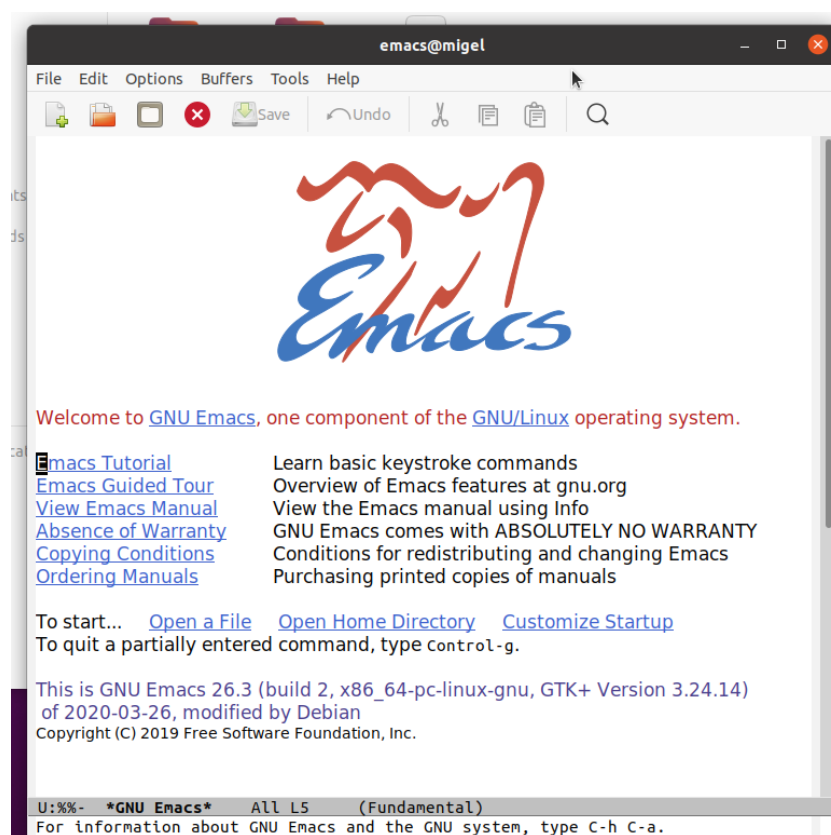 emacs@migel
File Edit Options Buffers Tools Help
Save Undo
Emacs
Welcome to GNU Emacs, one component of the GNU/Linux operating system.
Emacs Tutorial Learn basic keystroke commands
Emacs Guided Tour Overview of Emacs features at gnu.org
View Emacs Manual View the Emacs manual using Info
Absence of Warranty GNU Emacs comes with ABSOLUTELY NO WARRANTY
Copying Conditions Conditions for redistributing and changing Emacs
Ordering Manuals Purchasing printed copies of manuals
To start... Open a File Open Home Directory Customize Startup
To quit a partially entered command, type Control-g.
This is GNU Emacs 26.3 (build 2, x86_64-pc-linux-gnu, GTK+ Version 3.24.14)
of 2020-03-26, modified by Debian
Copyright (C) 2019 Free Software Foundation, Inc.
U:%%- *GNU Emacs* All L5 (Fundamental)
For information about GNU Emacs and the GNU system, type C-h C-a.